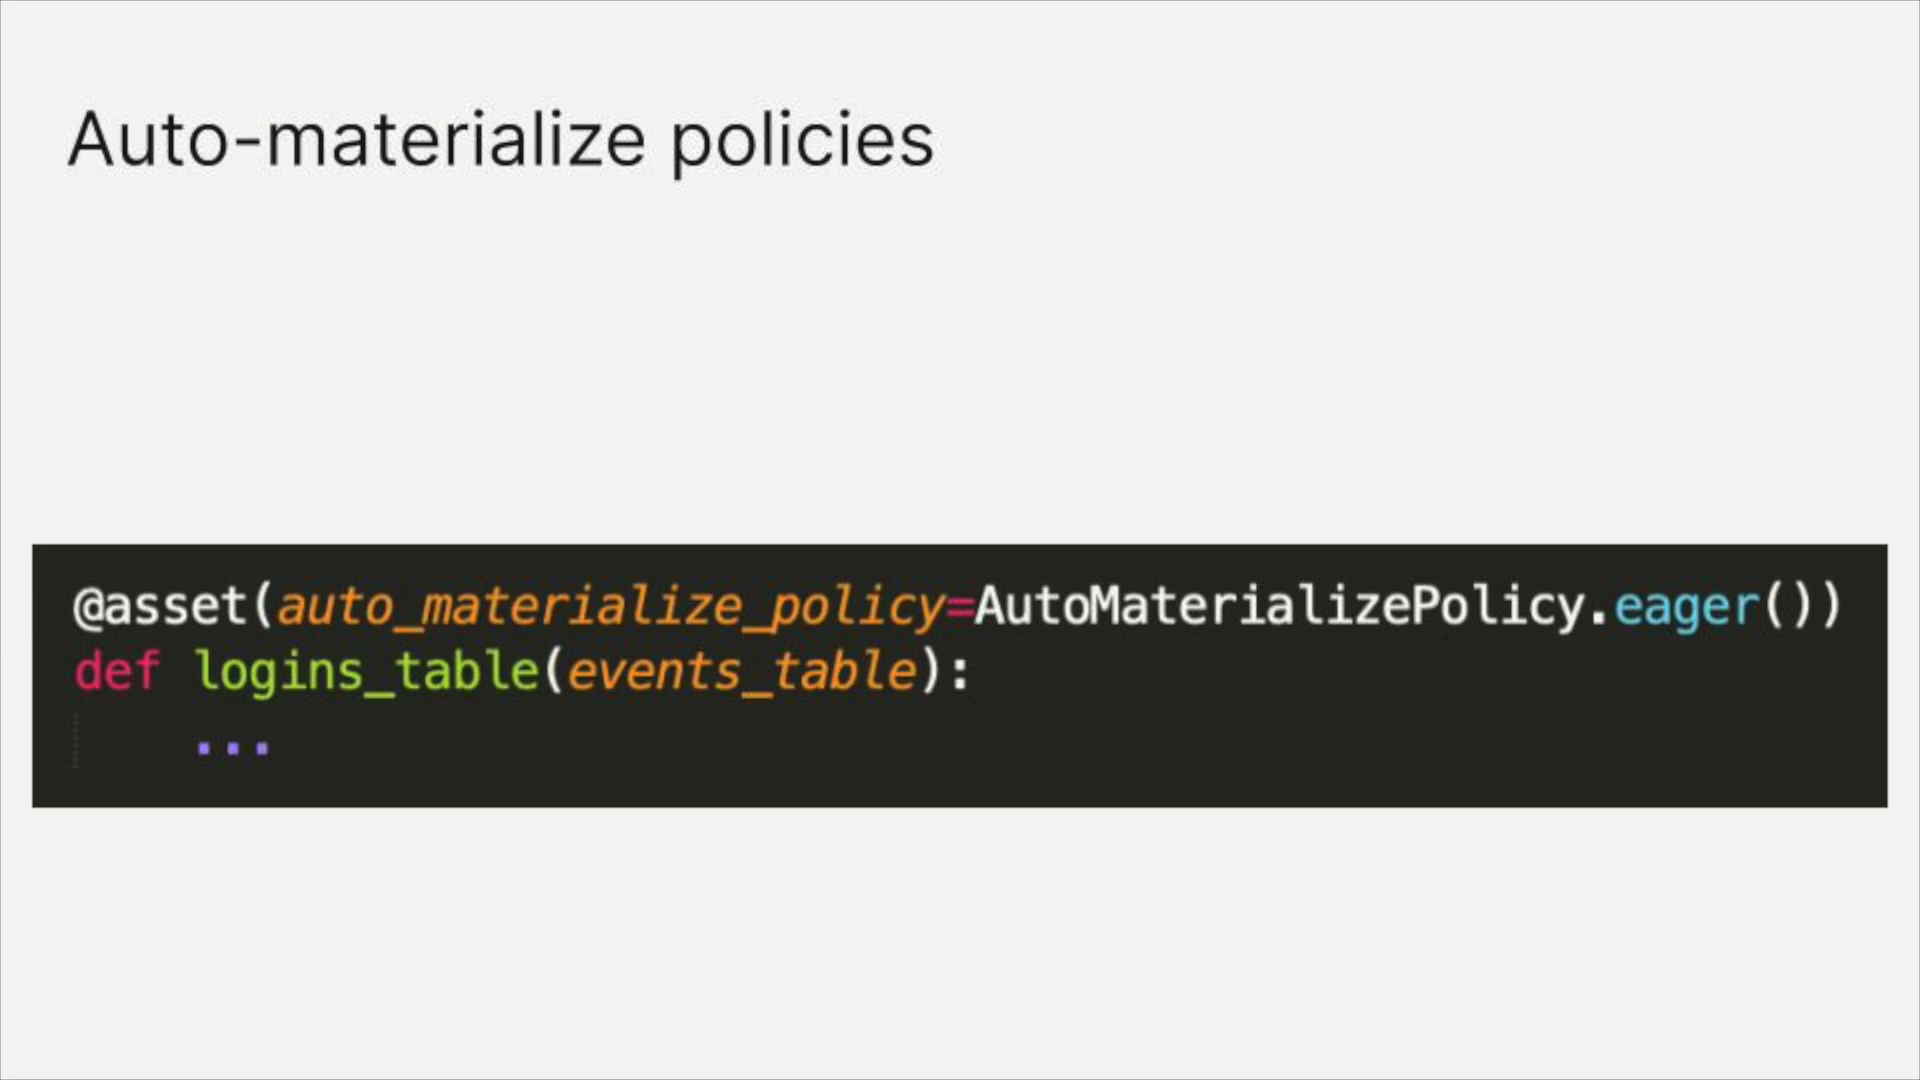 Auto-materialize policies
@asset(auto_materialize_policy=AutoMaterializePolicy.eager())
def logins_table(events_table):
...